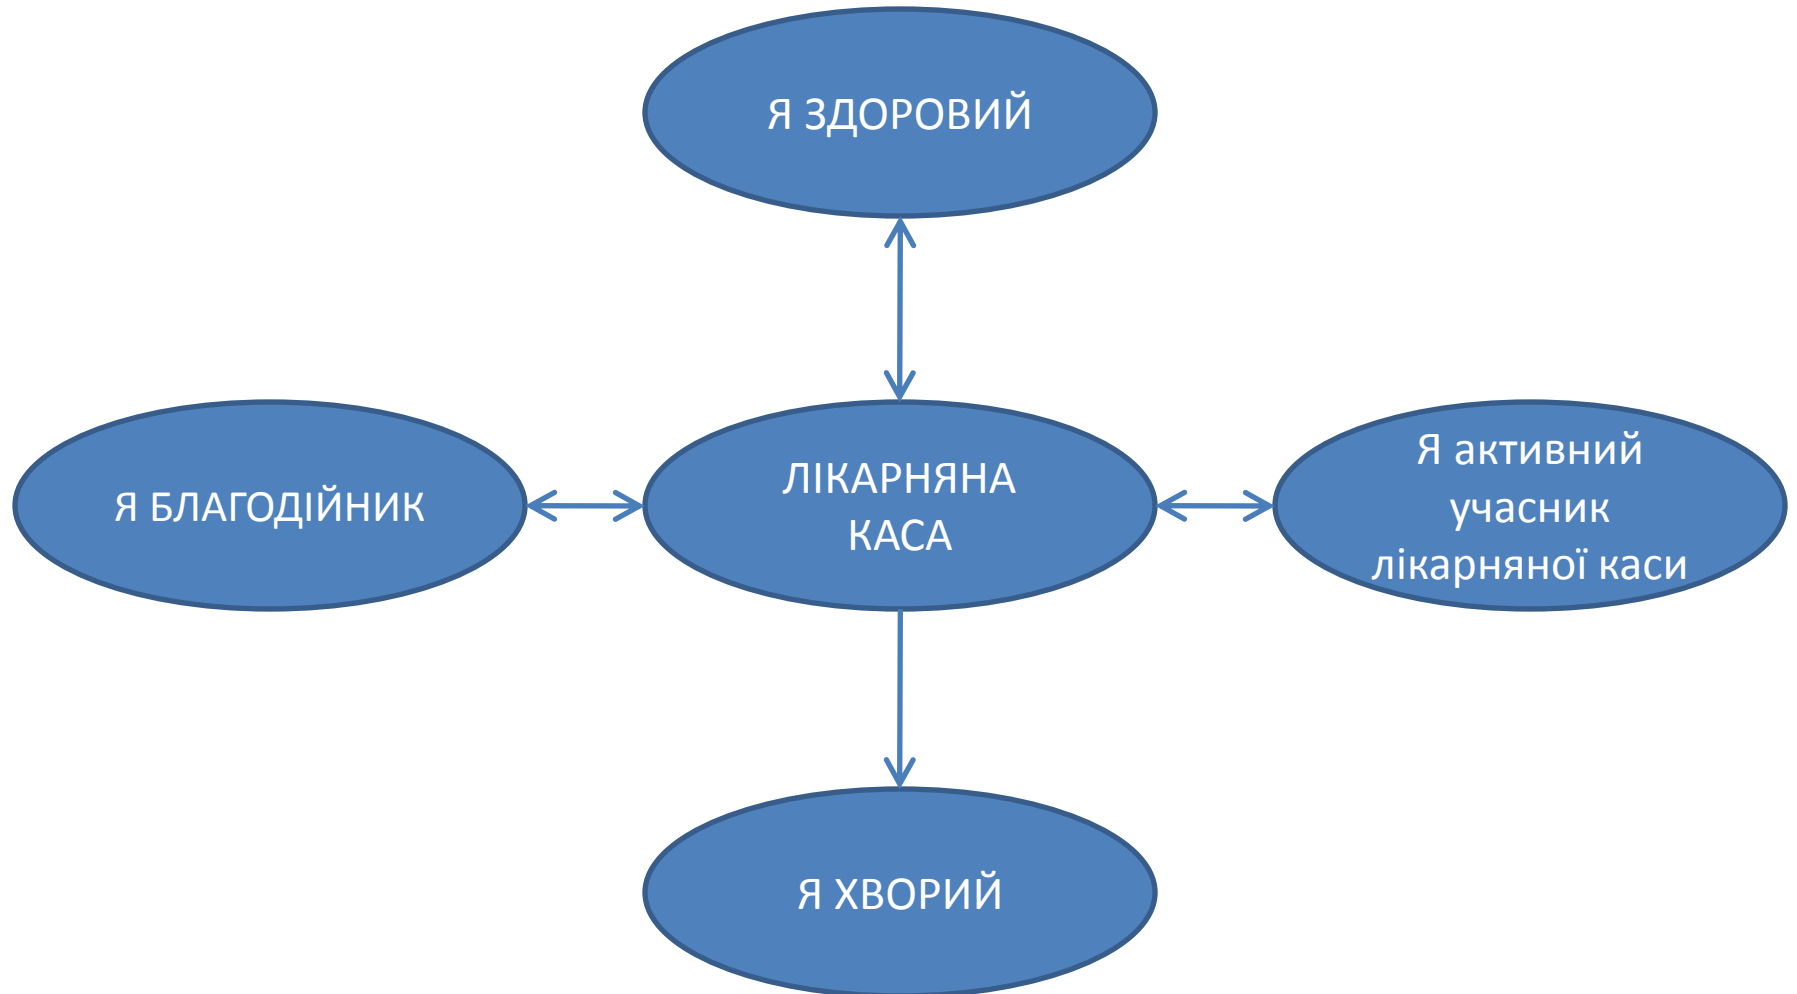 Я ЗДОРОВИЙ
Я БЛАГОДІЙНИК
ЛІКАРНЯНА
КАСА
Я активний
учасник
лікарняної каси
Я ХВОРИЙ